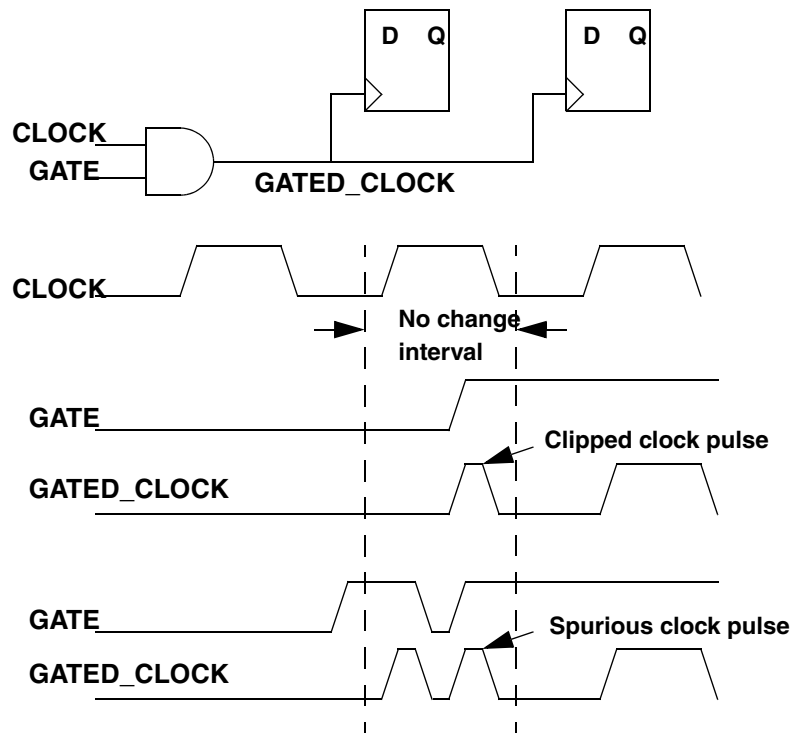 D Q
D Q
CLOCK
GATE
GATED_CLOCK
CLOCK
No change
interval
GATE
Clipped clock pulse
GATED_CLOCK
GATE
Spurious clock pulse
GATED_CLOCK